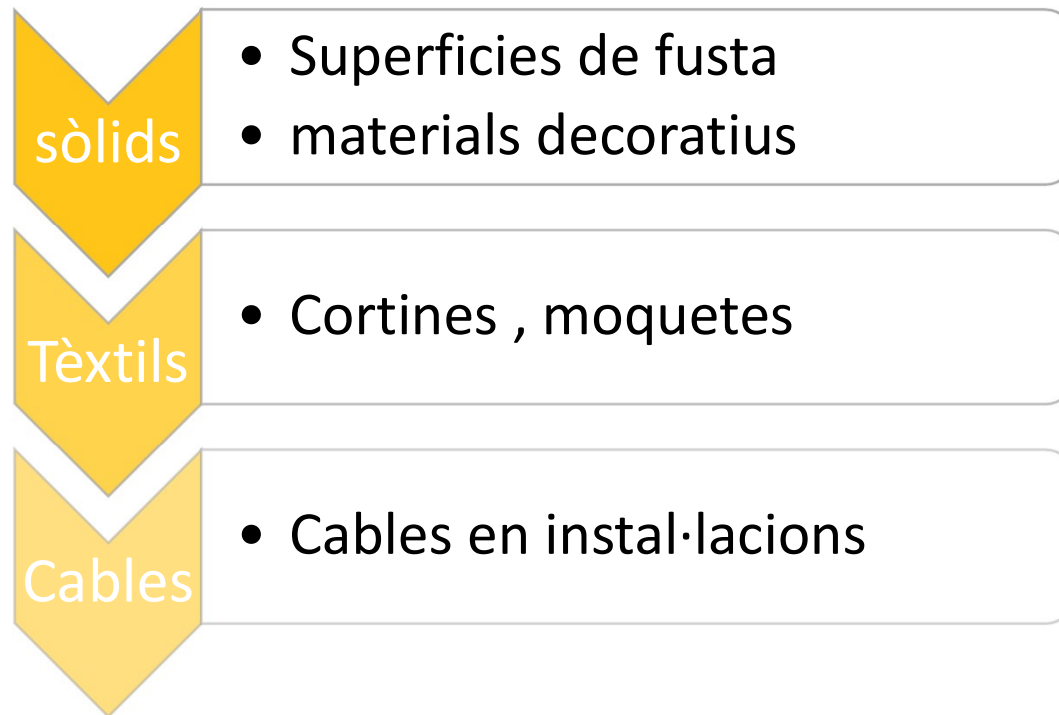 sòlids
• Superficies de fusta
• materials decoratius
Tèxtils
• Cortines , moquetes
Cables
• Cables en instal·lacions